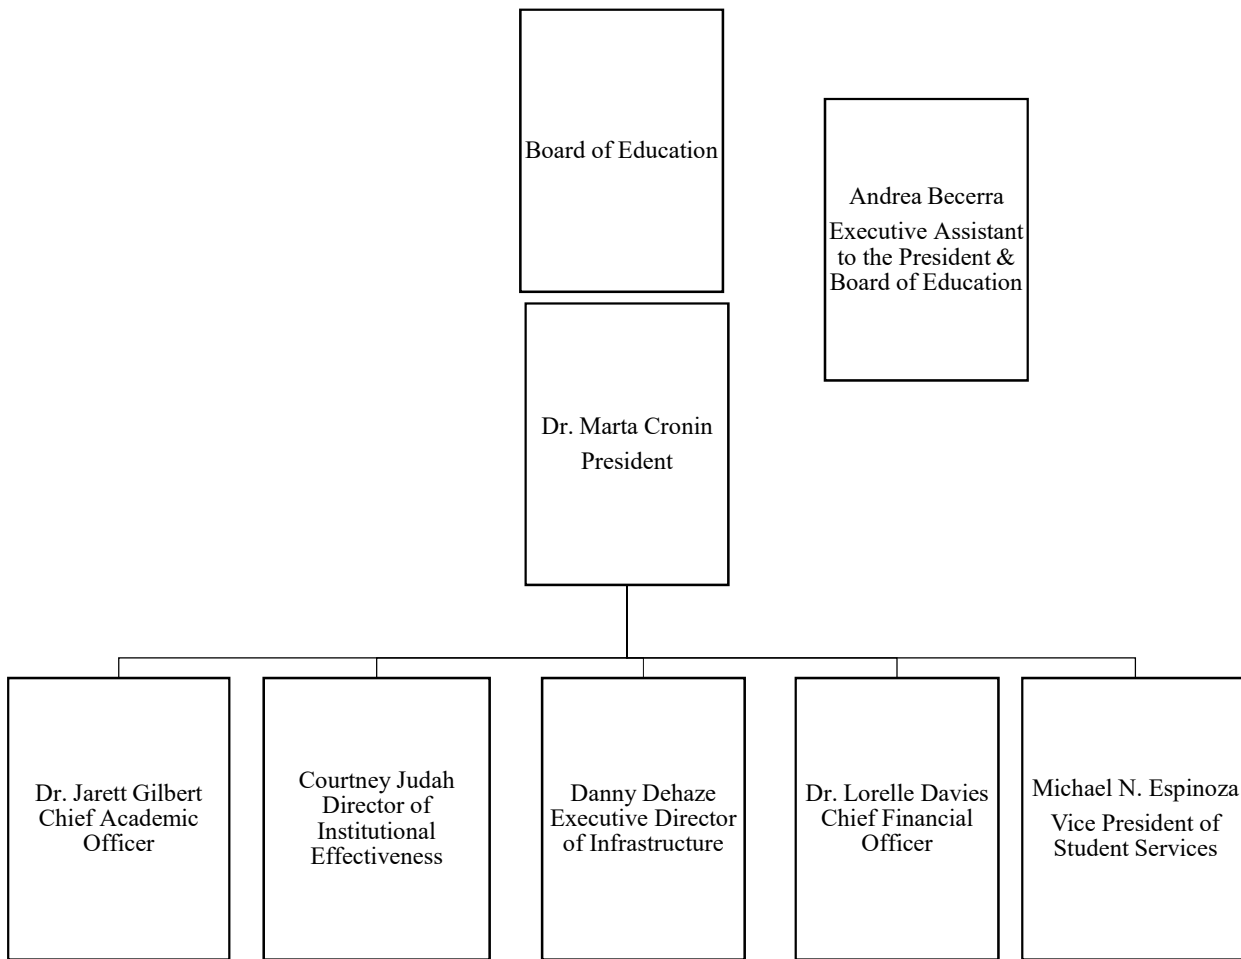 Board of Education
Andrea Becerra
Executive Assistant
to the President &
Board of Education
Dr. Marta Cronin
President
Dr. Jarett Gilbert
Chief Academic
Officer
Courtney Judah
Director of
Institutional
Effectiveness
Danny Dehaze
Executive Director
of Infrastructure
Dr. Lorelle Davies
Chief Financial
Officer
Michael N. Espinoza
Vice President of
Student Services